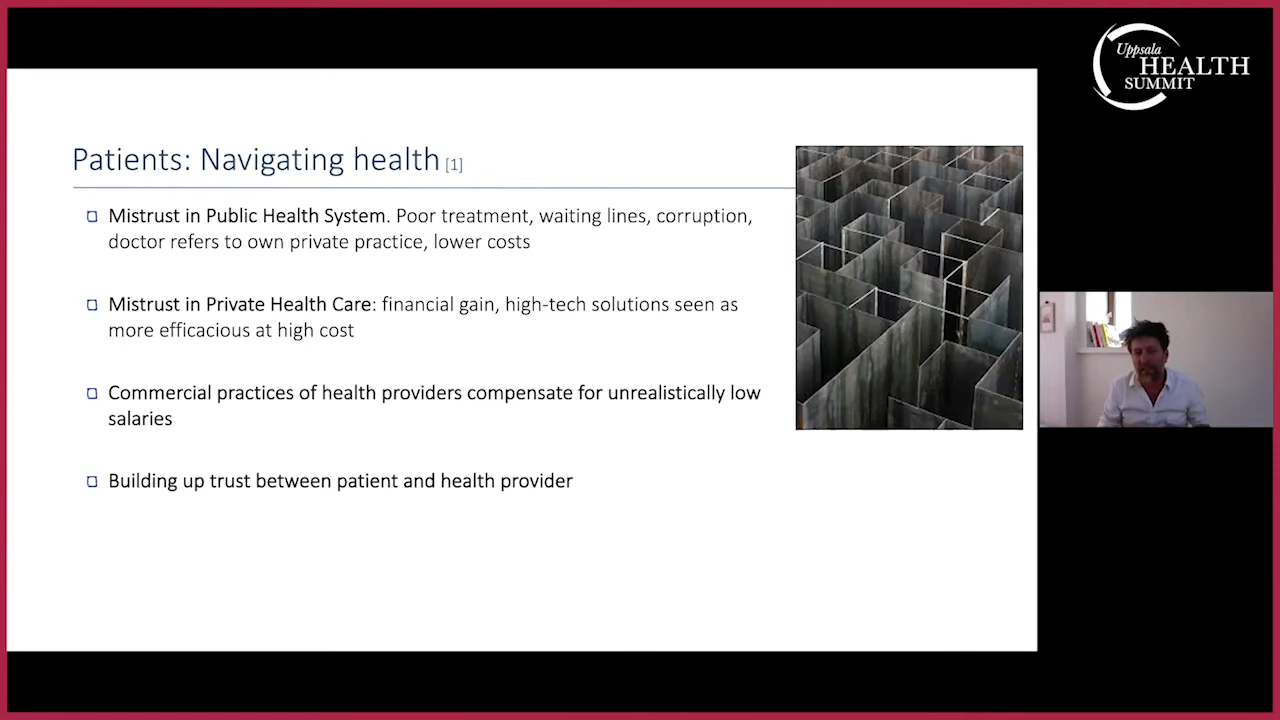 Uppsala
HEALTH
SUMMIT
Patients: Navigating health [1]
Mistrust in Public Health System. Poor treatment, waiting lines, corruption,
doctor refers to own private practice, lower costs
Mistrust in Private Health Care: financial gain, high-tech solutions seen as
more efficacious at high cost
Commercial practices of health providers compensate for unrealistically low
salaries
Building up trust between patient and health provider